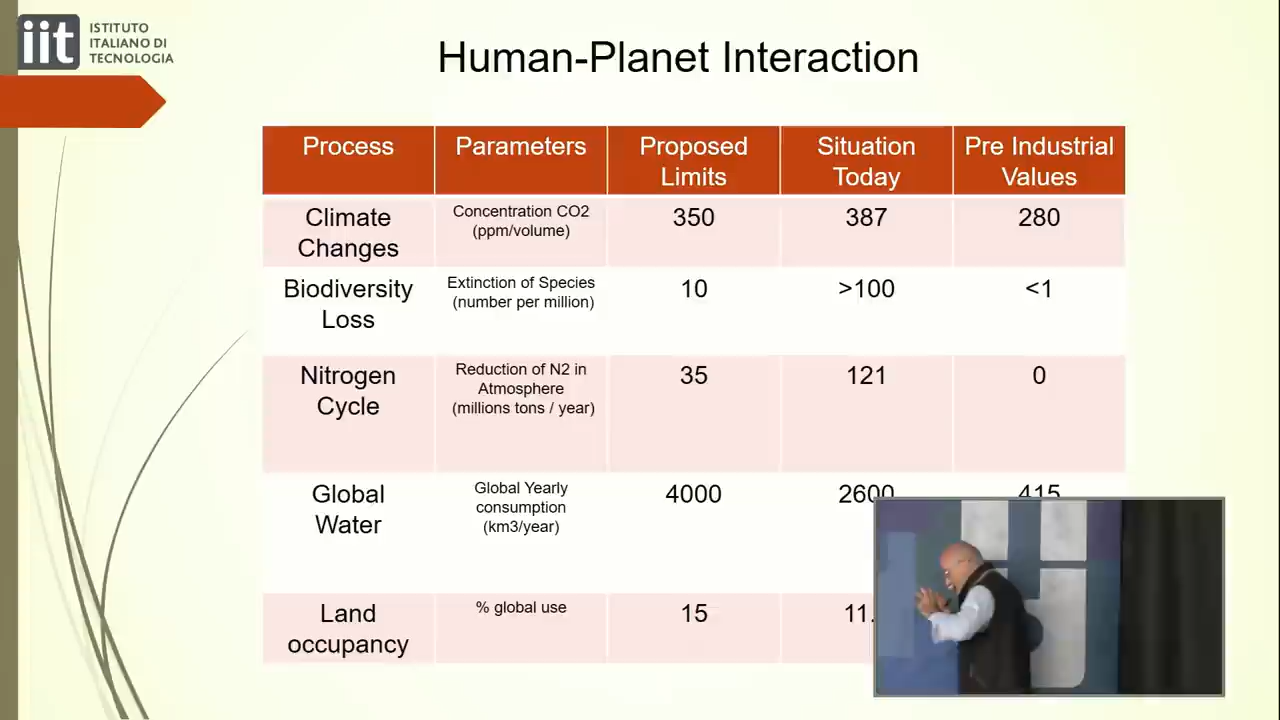 iit
ISTITUTO
ITALIANO DI
TECNOLOGIA
Human-Planet Interaction
Process
Parameters
Proposed
Limits
Situation
Today
Pre Industrial
Values
Climate
Changes
Concentration CO2
(ppm/volume)
350
387
280
Biodiversity
Loss
Extinction of Species
(number per million)
10
>100
<1
Nitrogen
Cycle
Reduction of N2 in
Atmosphere
(millions tons / year)
35
121
0
Global
Water
Global Yearly
consumption
(km3/year)
4000
2600
415
Land
occupancy
% global use
15
11.